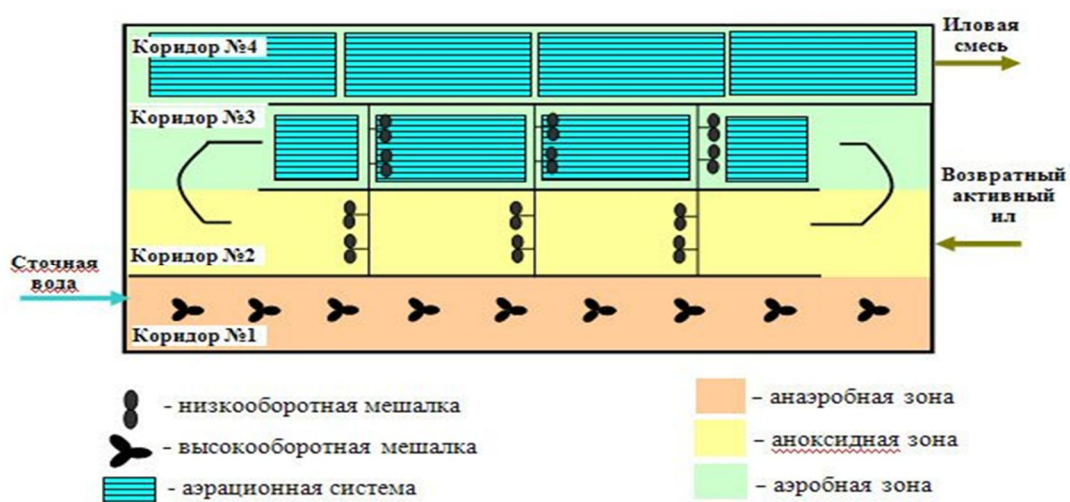 Коридор №4
Иловая
смесь
Коридор №3
Возвратный
активный
ил
Коридор №2
Сточная
вода
Коридор №1
- низкооборотная мешалка
- высокооборотная мешалка
- аэрационная система
– анаэробная зона
– аноксидная зона
– аэробная зона